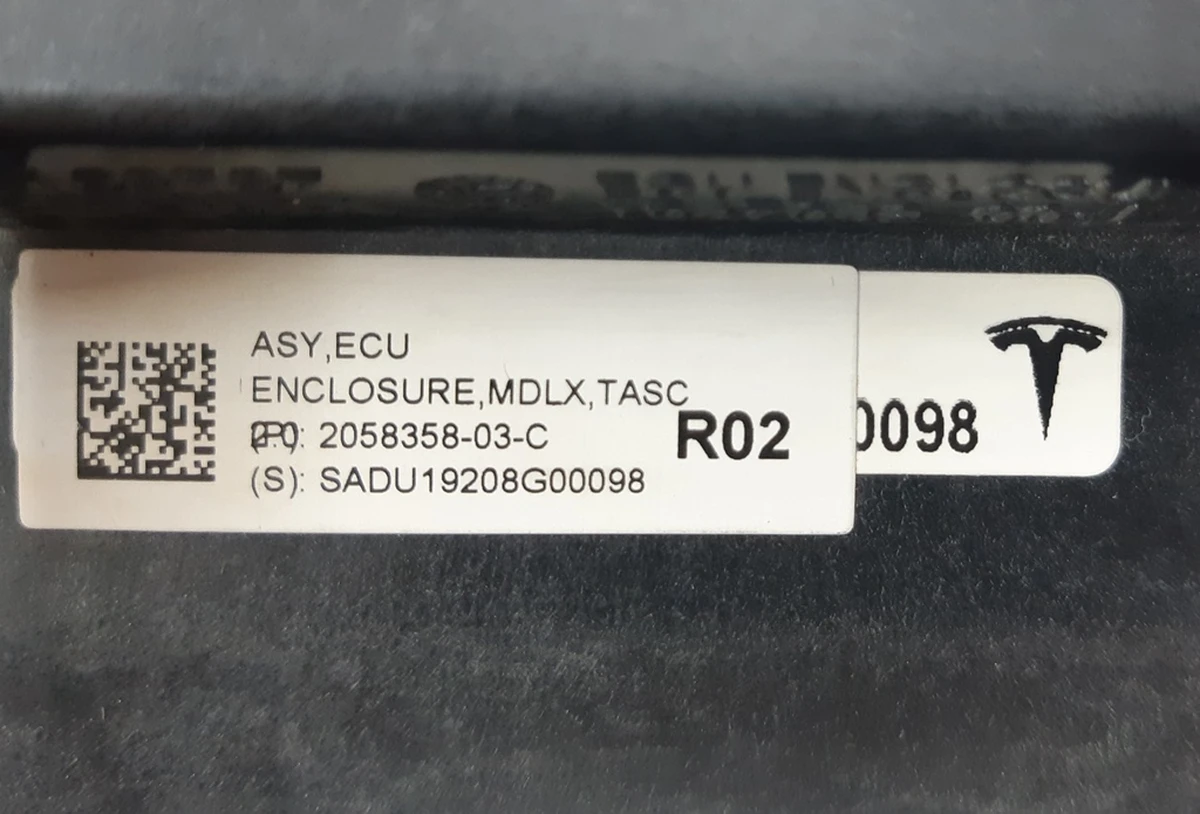 ASY,ECU
ENCLOSURE,MDLX,TASC
2058358-03-C
R02
0098
(S): SADU19208G00098